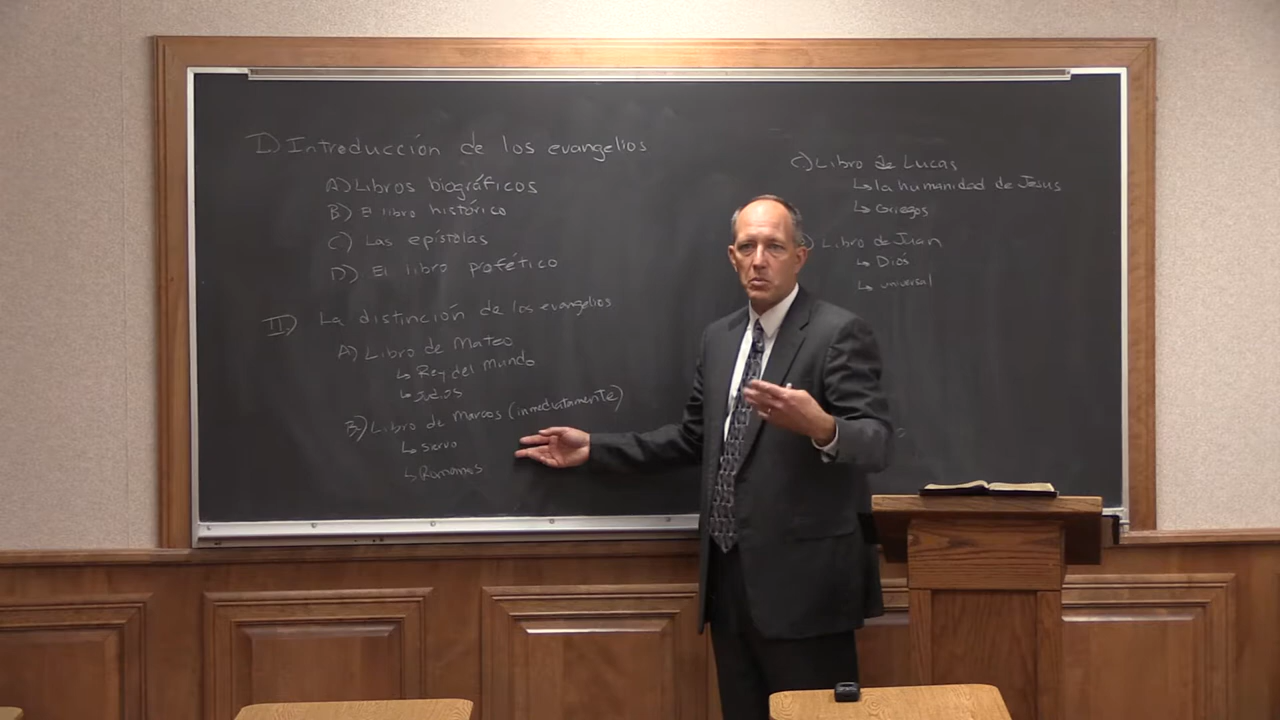 I.) Introducción de los evangelios
A) Libros biográficos
B) El libro histórico
C) Las epístolas
D) El libro profético
II.) La distinción de los evangelios.
A) Libro de Mateo
↳ Rey del Mundo
↳ Judíos
B.) Libro de Marcos (inmediatamente)
↳ siervo
↳ Romanos
C) Libro de Lucas
↳ la humanidad de Jesus
↳ Griegos
) Libro de Juan
↳ Diós
↳ universal